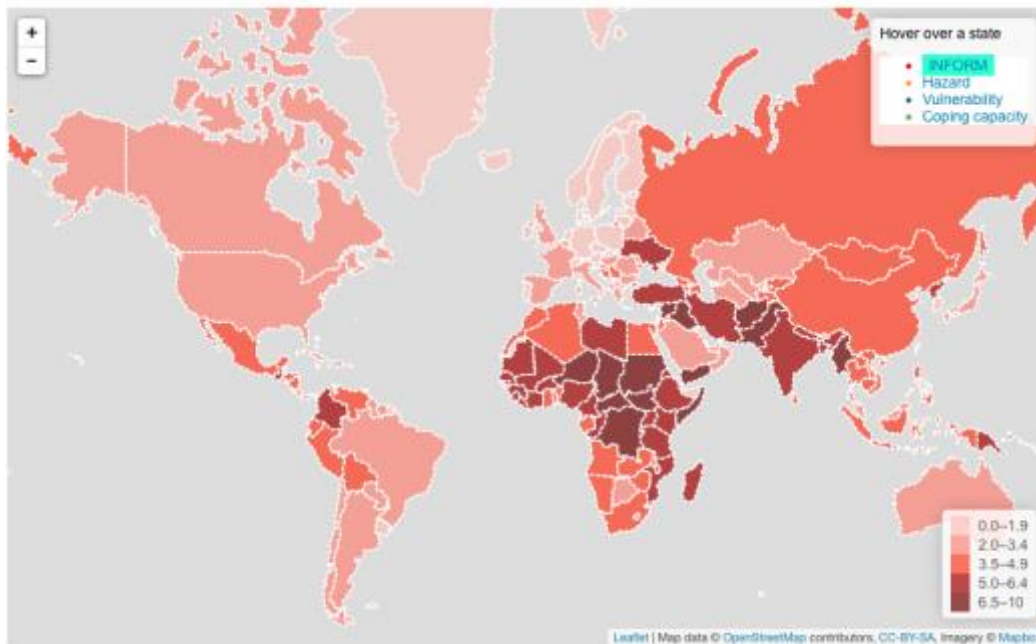 +
−
Hover over a state
INFORM
Hazard
Vulnerability
Coping capacity
0.0–1.9
2.0–3.4
3.5–4.9
5.0–6.4
6.5–10
Leaflet | Map data © OpenStreetMap contributors, CC-BY-SA, Imagery © Mapbo